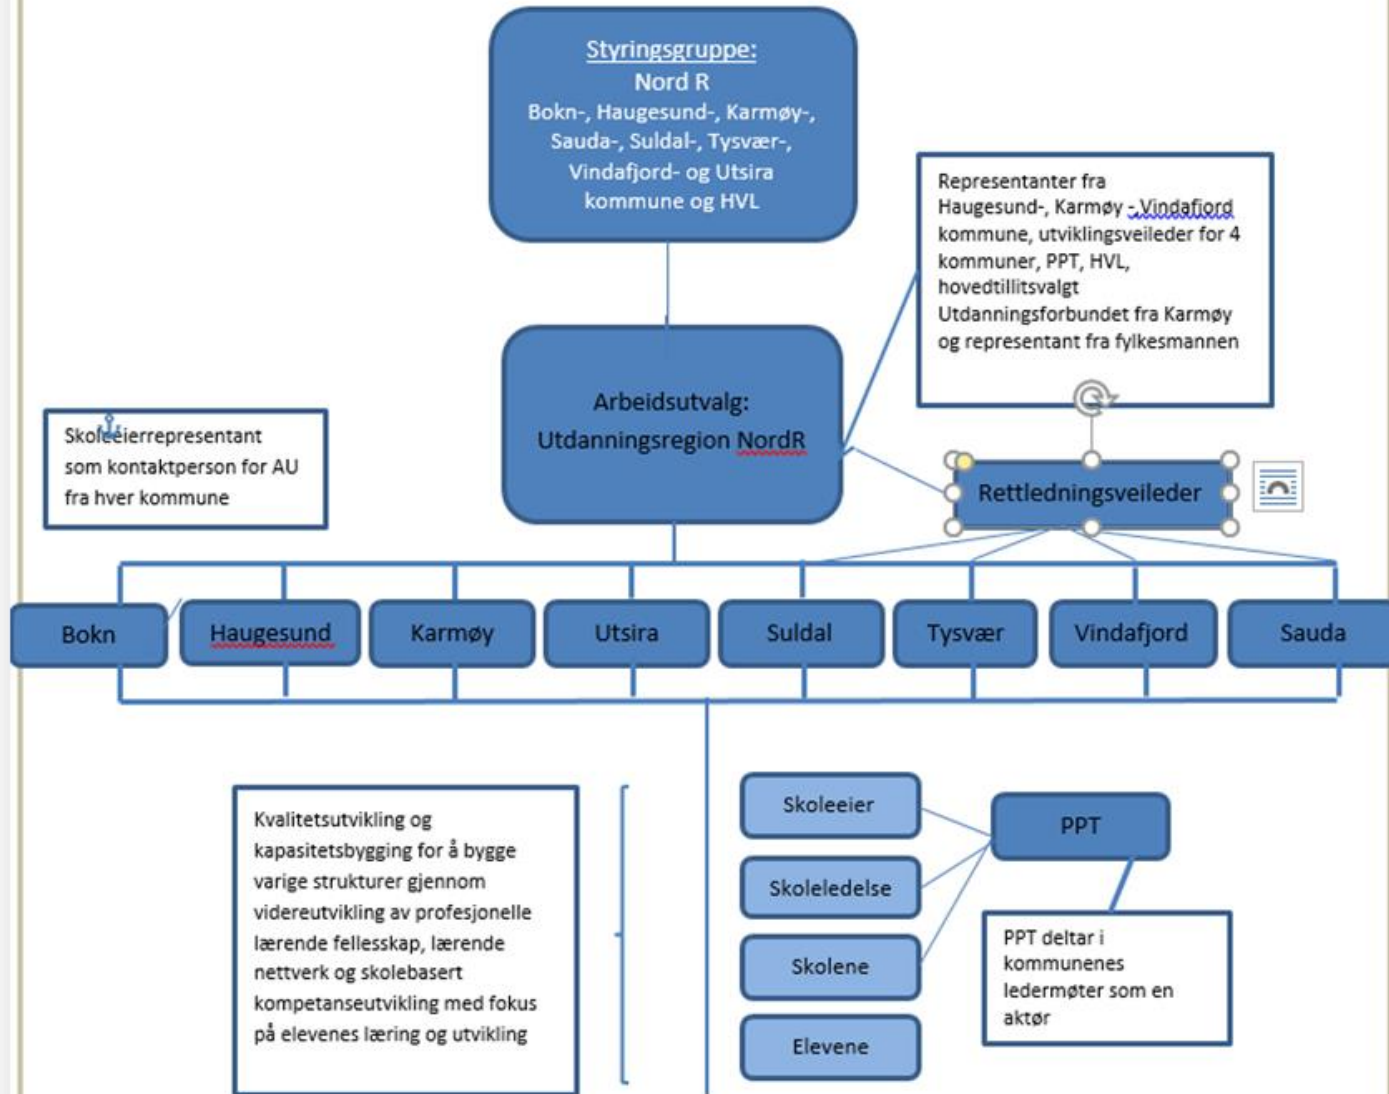 Styringsgruppe:
Nord R
Bokn-, Haugesund-, Karmøy-,
Sauda-, Suldal-, Tysvær-,
Vindafjord- og Utsira
kommune og HVL
Representanter fra
Haugesund-, Karmøy -,Vindafjord
kommune, utviklingsveileder for 4
kommuner, PPT, HVL,
hovedtillitsvalgt
Utdanningsforbundet fra Karmøy
og representant fra fylkesmannen
Arbeidsutvalg:
Utdanningsregion NordR
Skoleeierrepresentant
som kontaktperson for AU
fra hver kommune
Rettledningsveileder
Bokn
Haugesund
Karmøy
Utsira
Suldal
Tysvær
Vindafjord
Sauda
Kvalitetsutvikling og
kapasitetsbygging for å bygge
varige strukturer gjennom
videreutvikling av profesjonelle
lærende fellesskap, lærende
nettverk og skolebasert
kompetanseutvikling med fokus
på elevenes læring og utvikling
Skoleeier
Skoleledelse
Skolene
Elevene
PPT
PPT deltar i
kommunenes
ledermøter som en
aktør